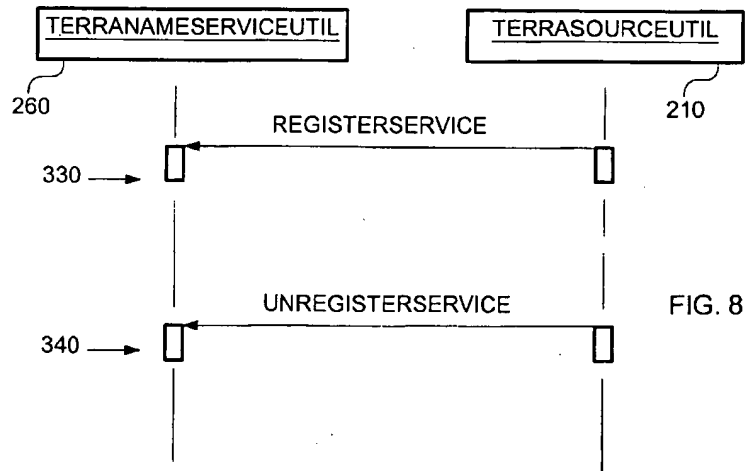 TERRANAMESERVICEUTIL
TERRASOURCEUTIL
260
210
REGISTERSERVICE
330
UNREGISTERSERVICE
FIG. 8
340